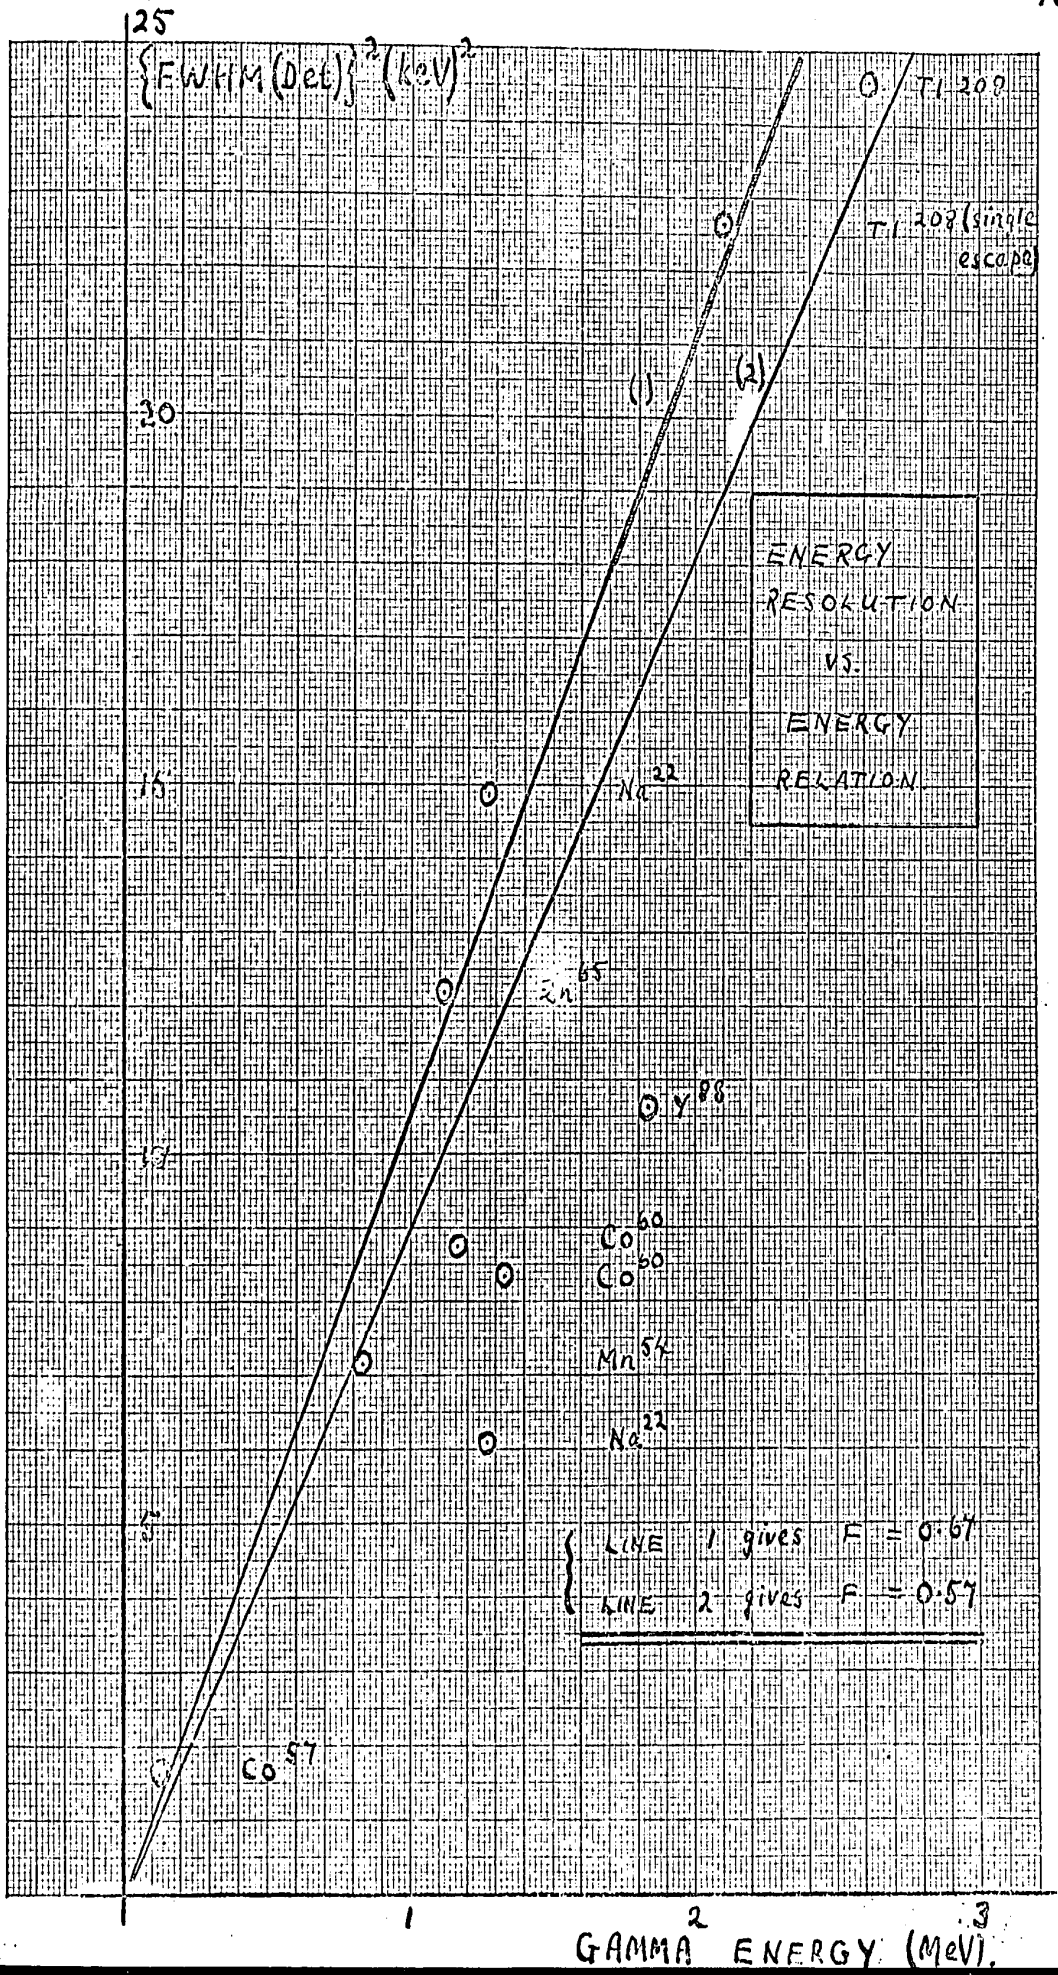 25
{FWHM(Det)}² (keV)²
Tl 208
Tl 208 (single
escape)
(1)
(2)
20
ENERGY
RESOLUTION
VS.
ENERGY
RELATION.
15
Na²²
Zn⁶⁵
Y⁸⁸
10
Co⁶⁰
Co⁶⁰
Mn⁵⁴
Na²²
5
LINE 1 gives F = 0.67
LINE 2 gives F = 0.57
Co⁵⁷
1
2
3
GAMMA ENERGY (MeV).